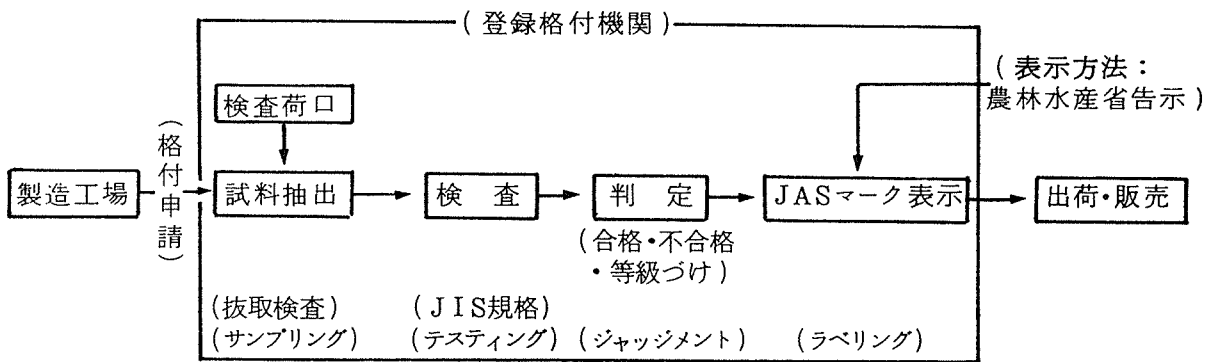 (登録格付機関)
(表示方法：
農林水産省告示)
検査荷口
(格付申請)
製造工場
試料抽出
検　査
判　定
JASマーク表示
出荷・販売
(合格・不合格
・等級づけ)
(抜取検査)
(JIS規格)
(サンプリング)
(テスティング)
(ジャッジメント)
(ラベリング)